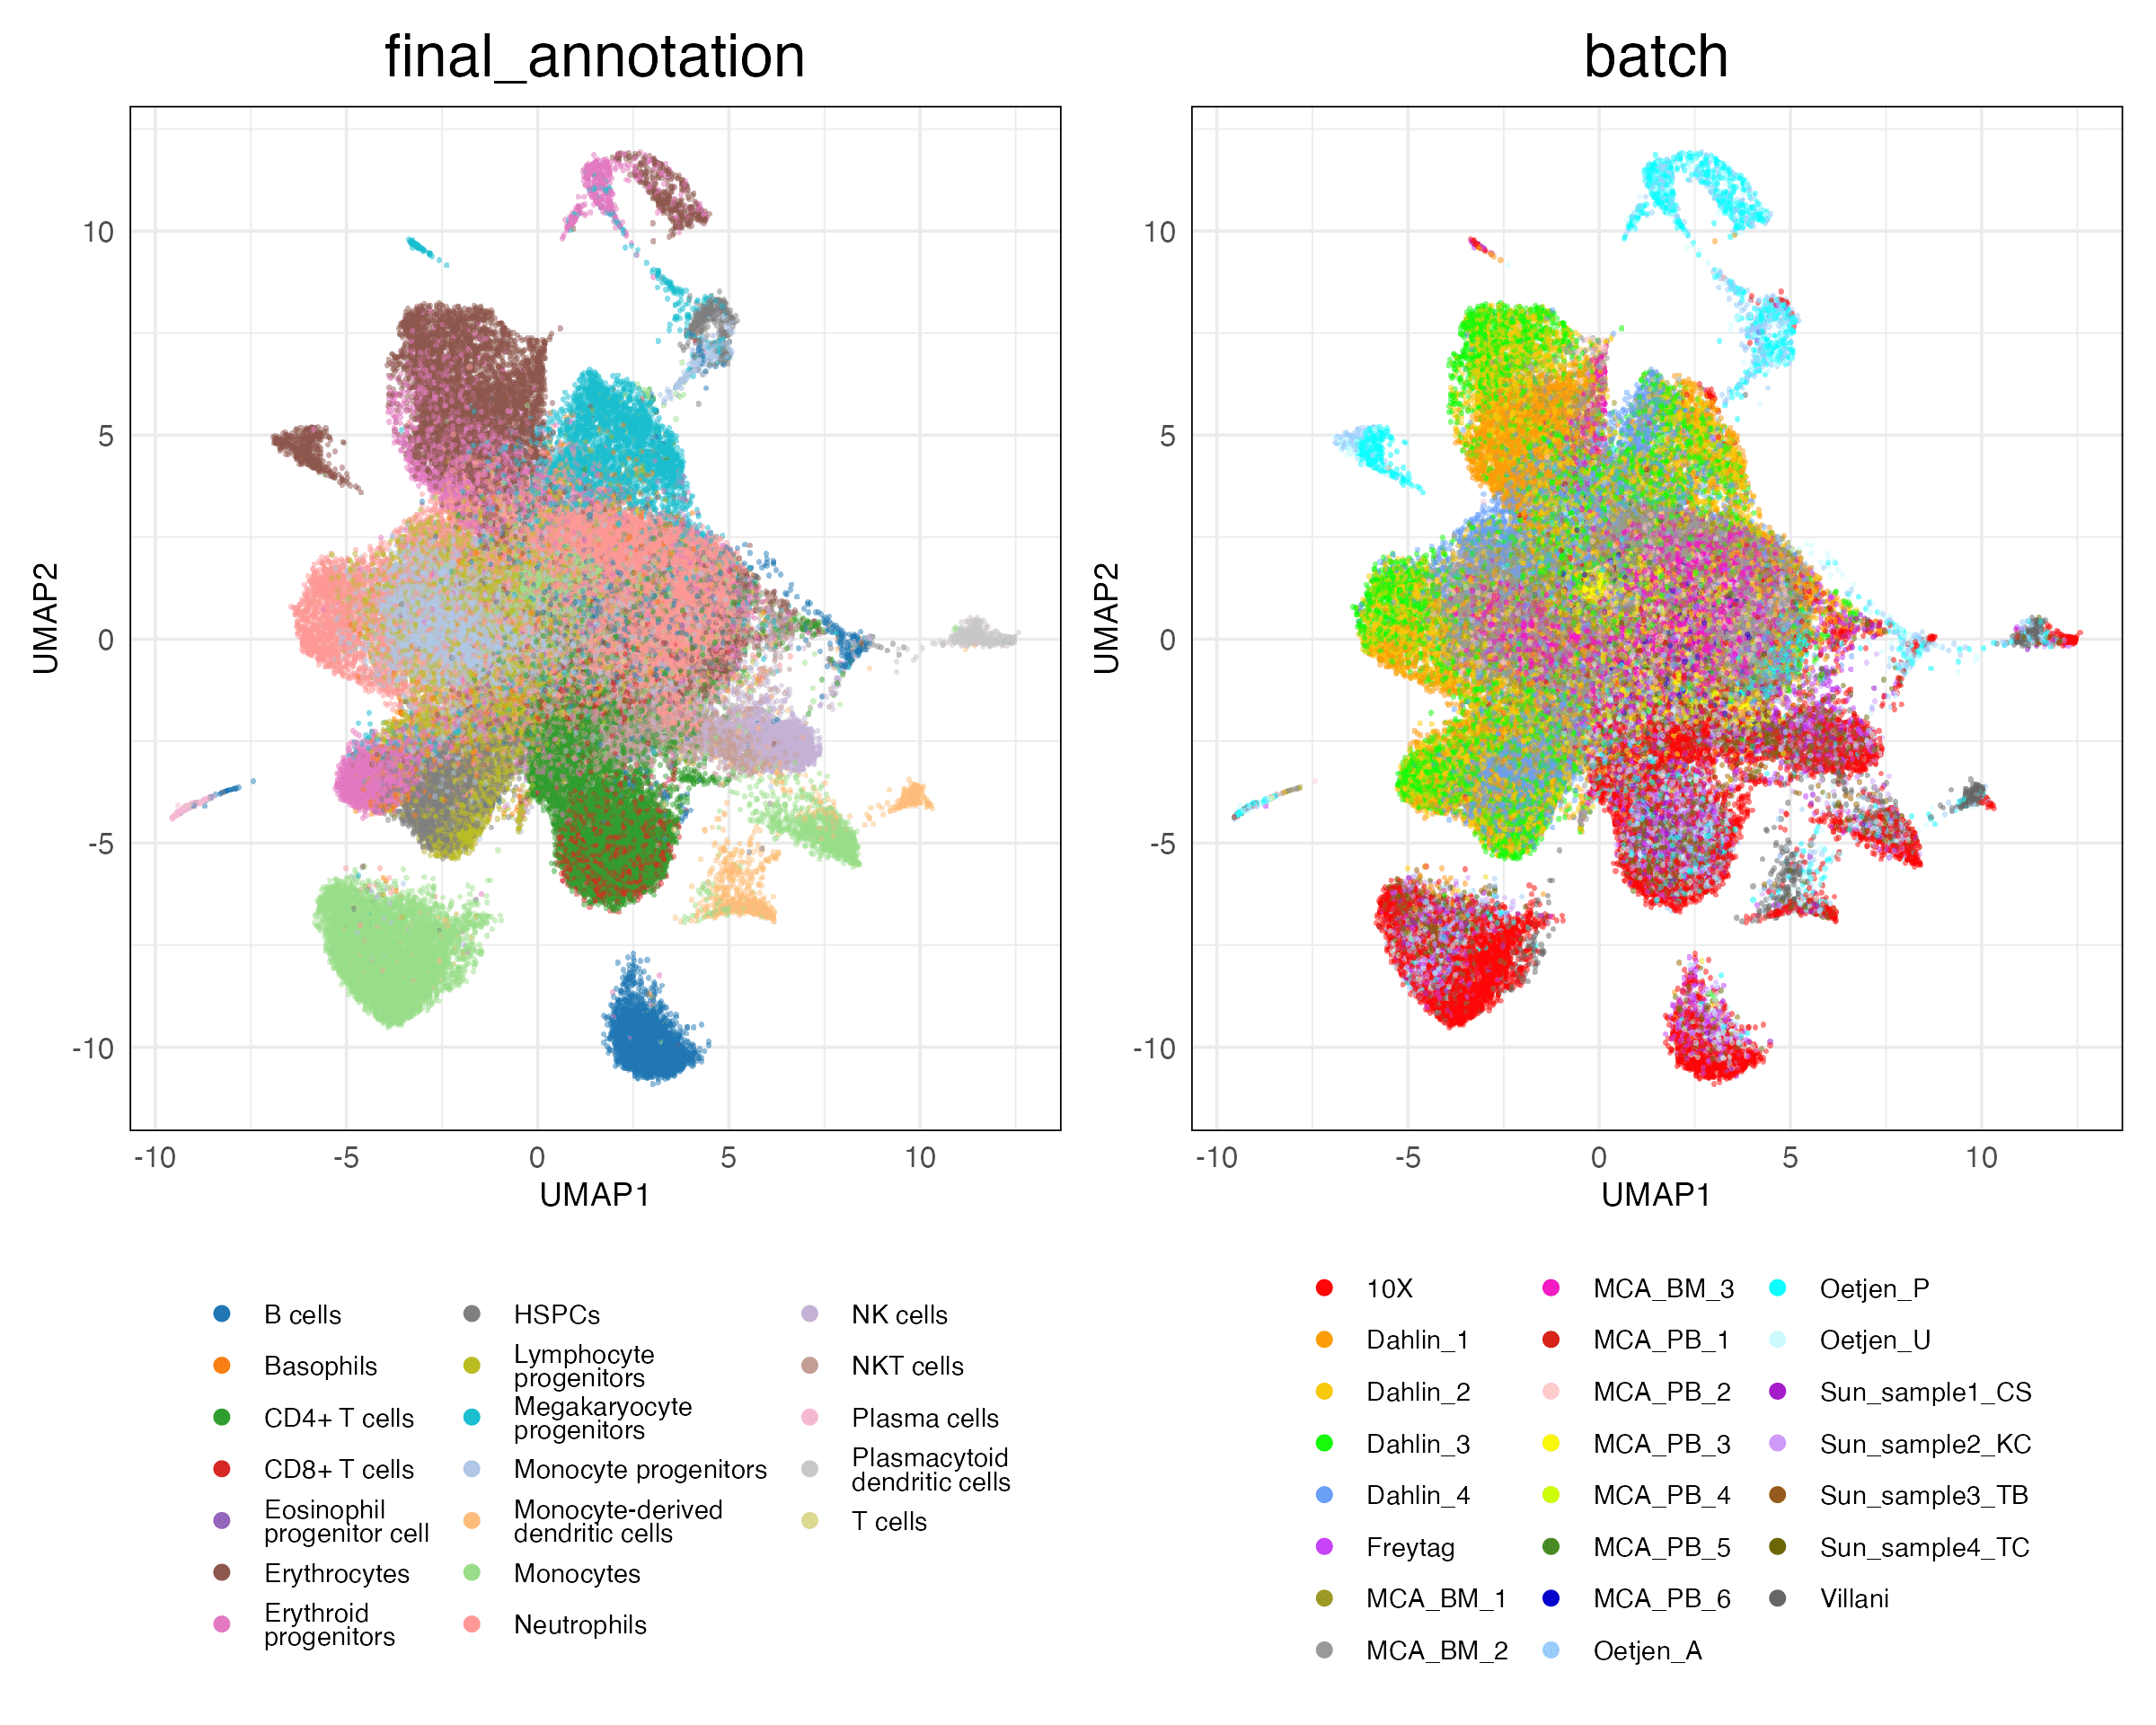 final_annotation
batch
UMAP2
10
5
0
-5
-10
-10
-5
0
5
10
UMAP1
UMAP2
10
5
0
-5
-10
-10
-5
0
5
10
UMAP1
B cells
Basophils
CD4+ T cells
CD8+ T cells
Eosinophil
progenitor cell
Erythrocytes
Erythroid
progenitors
HSPCs
Lymphocyte
progenitors
Megakaryocyte
progenitors
Monocyte progenitors
Monocyte-derived
dendritic cells
Monocytes
Neutrophils
NK cells
NKT cells
Plasma cells
Plasmacytoid
dendritic cells
T cells
10X
Dahlin_1
Dahlin_2
Dahlin_3
Dahlin_4
Freytag
MCA_BM_1
MCA_BM_2
MCA_BM_3
MCA_PB_1
MCA_PB_2
MCA_PB_3
MCA_PB_4
MCA_PB_5
MCA_PB_6
Oetjen_A
Oetjen_P
Oetjen_U
Sun_sample1_CS
Sun_sample2_KC
Sun_sample3_TB
Sun_sample4_TC
Villani